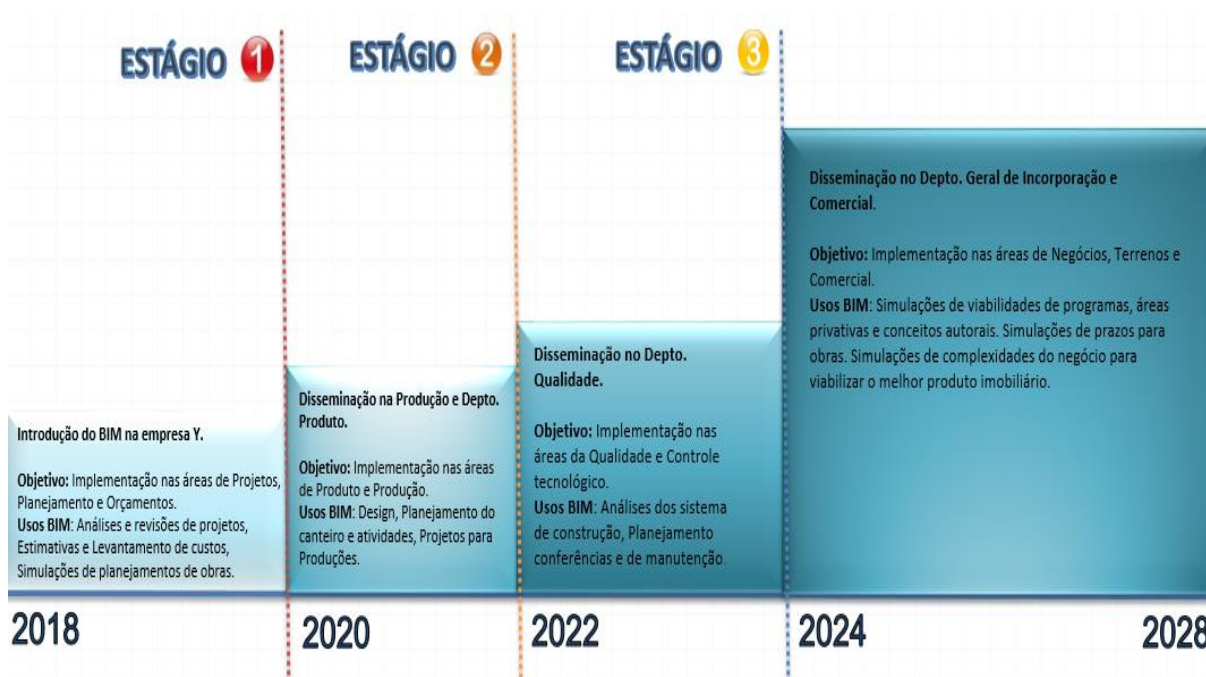 ESTÁGIO 1
ESTÁGIO 2
ESTÁGIO 3
Introdução do BIM na empresa Y.
Objetivo: Implementação nas áreas de Projetos,
Planejamento e Orçamentos.
Usos BIM: Análises e revisões de projetos,
Estimativas e Levantamento de custos,
Simulações de planejamentos de obras.
Disseminação na Produção e Depto.
Produto.
Objetivo: Implementação nas áreas
de Produto e Produção.
Usos BIM: Design, Planejamento do
canteiro e atividades, Projetos para
Produções.
Disseminação no Depto.
Qualidade.
Objetivo: Implementação nas
áreas da Qualidade e Controle
tecnológico.
Usos BIM: Análises dos sistema
de construção, Planejamento
conferências e de manutenção.
Disseminação no Depto. Geral de Incorporação e
Comercial.
Objetivo: Implementação nas áreas de Negócios, Terrenos e
Comercial.
Usos BIM: Simulações de viabilidades de programas, áreas
privativas e conceitos autorais. Simulações de prazos para
obras. Simulações de complexidades do negócio para
viabilizar o melhor produto imobiliário.
2018
2020
2022
2024
2028